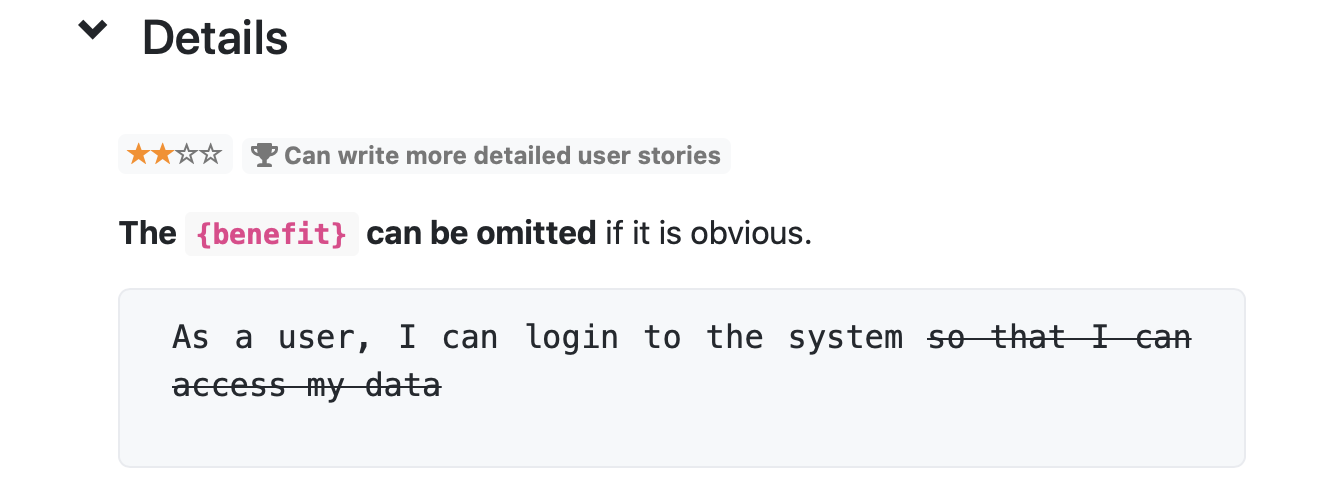 Details
★★☆☆ Can write more detailed user stories
The {benefit} can be omitted if it is obvious.
As a user, I can login to the system so that I can
access my data